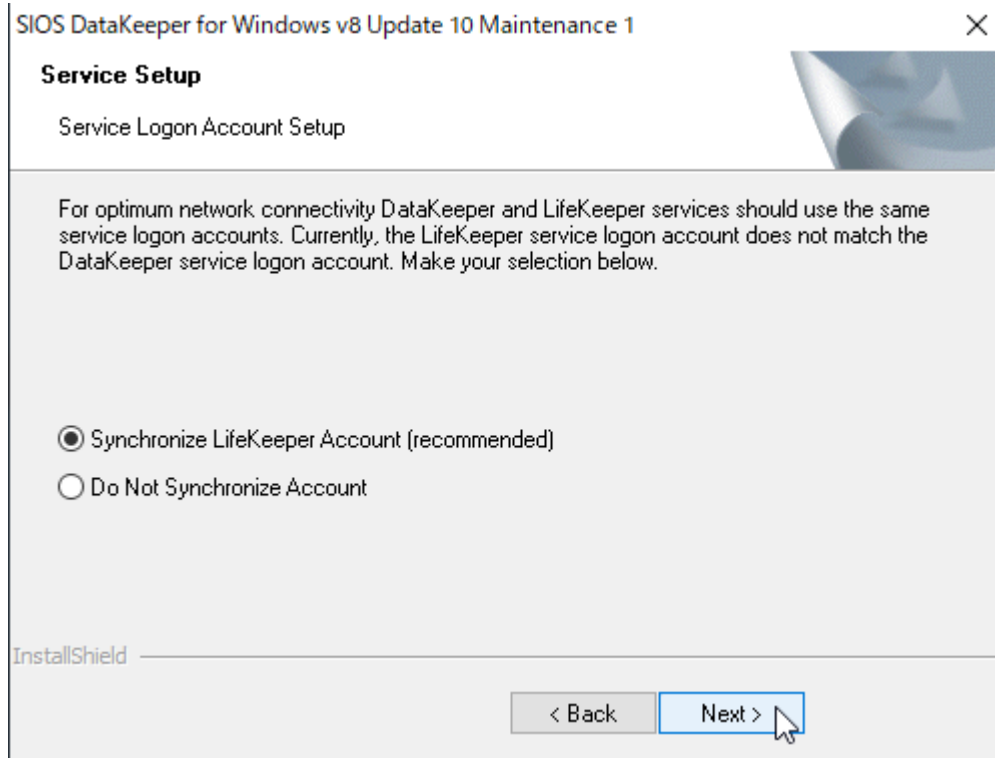 SIOS DataKeeper for Windows v8 Update 10 Maintenance 1
Service Setup
Service Logon Account Setup
For optimum network connectivity DataKeeper and LifeKeeper services should use the same
service logon accounts. Currently, the LifeKeeper service logon account does not match the
DataKeeper service logon account. Make your selection below.
Synchronize LifeKeeper Account (recommended)
Do Not Synchronize Account
InstallShield
< Back
Next >